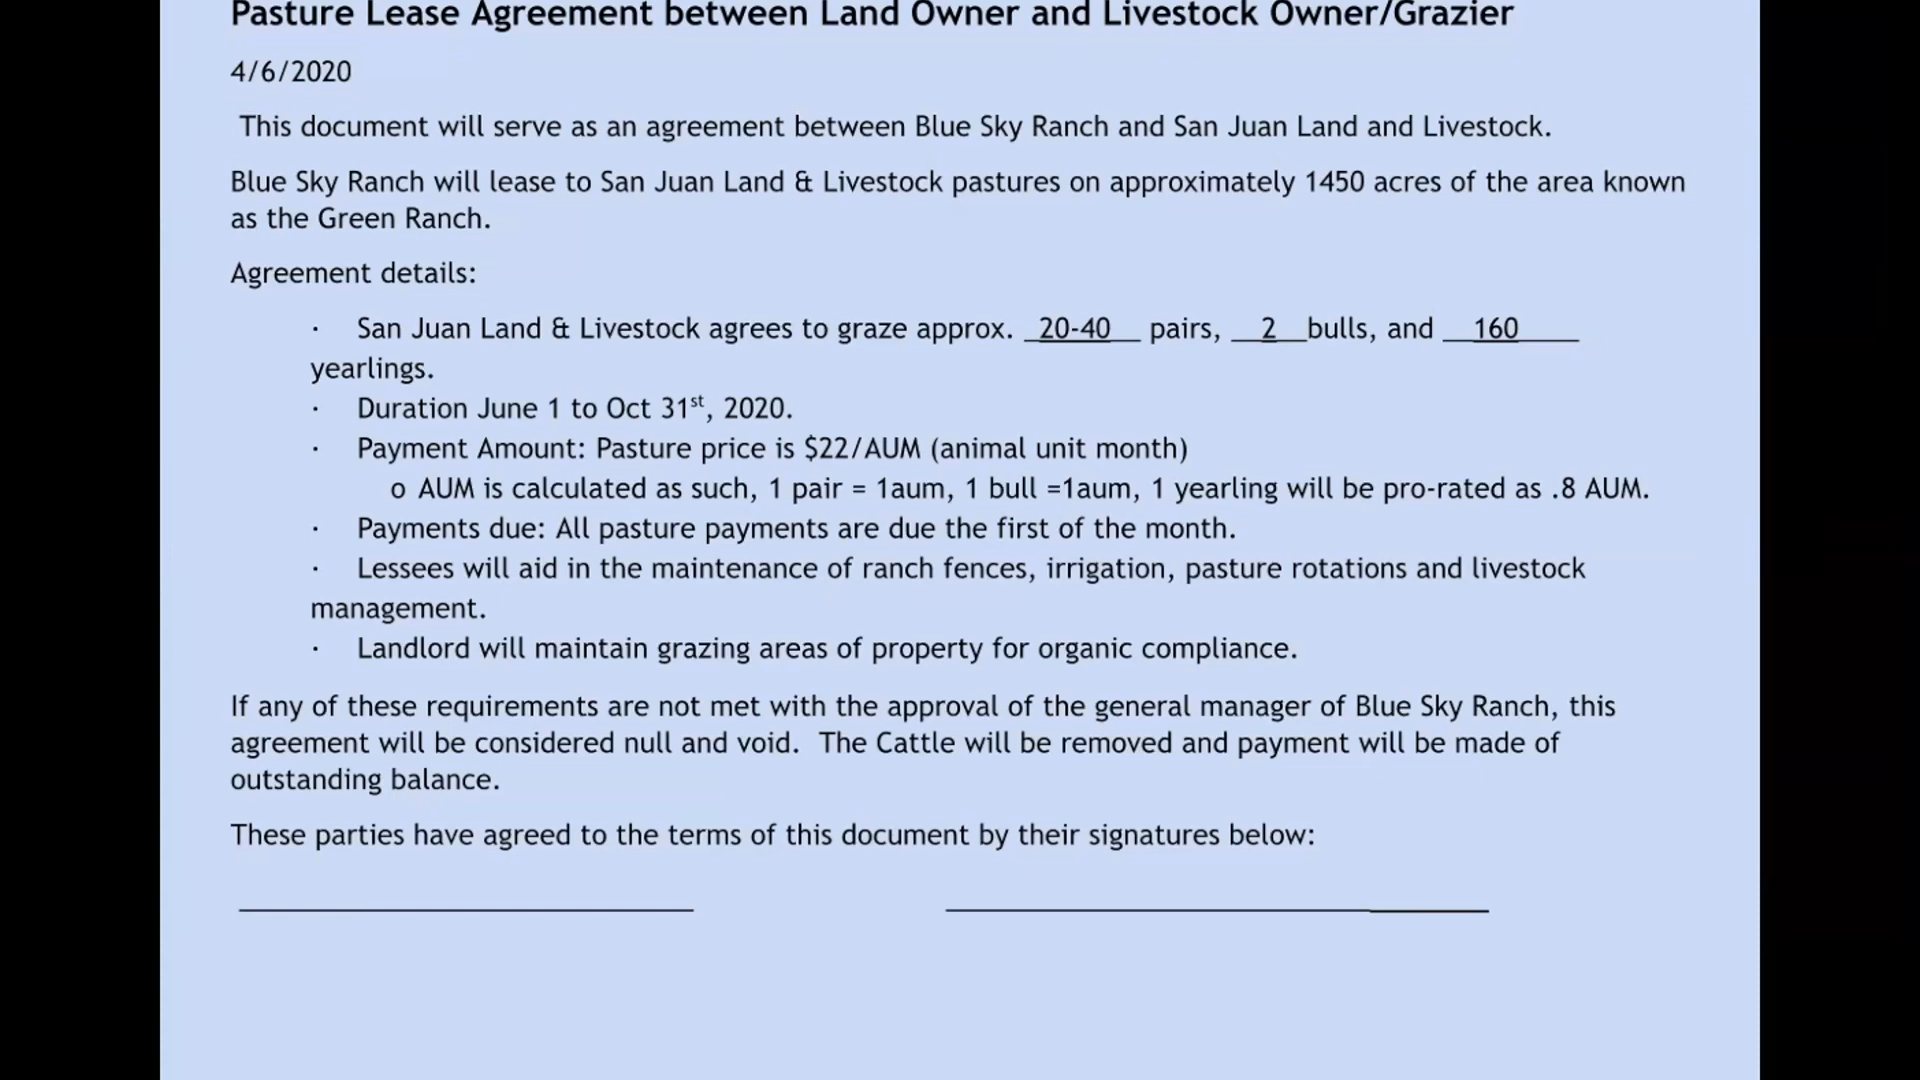 Pasture Lease Agreement between Land Owner and Livestock Owner/Grazier
4/6/2020
This document will serve as an agreement between Blue Sky Ranch and San Juan Land and Livestock.
Blue Sky Ranch will lease to San Juan Land & Livestock pastures on approximately 1450 acres of the area known
as the Green Ranch.
Agreement details:
· San Juan Land & Livestock agrees to graze approx. _20-40__ pairs, __2__bulls, and __160____
yearlings.
· Duration June 1 to Oct 31st, 2020.
· Payment Amount: Pasture price is $22/AUM (animal unit month)
o AUM is calculated as such, 1 pair = 1aum, 1 bull =1aum, 1 yearling will be pro-rated as .8 AUM.
· Payments due: All pasture payments are due the first of the month.
· Lessees will aid in the maintenance of ranch fences, irrigation, pasture rotations and livestock
management.
· Landlord will maintain grazing areas of property for organic compliance.
If any of these requirements are not met with the approval of the general manager of Blue Sky Ranch, this
agreement will be considered null and void.  The Cattle will be removed and payment will be made of
outstanding balance.
These parties have agreed to the terms of this document by their signatures below: